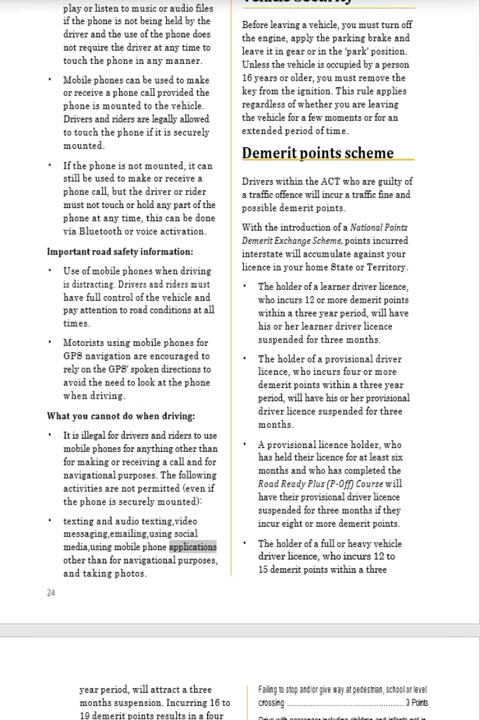 play or listen to music or audio files
if the phone is not being held by the
driver and the use of the phone does
not require the driver at any time to
touch the phone in any manner.
• Mobile phones can be used to make
or receive a phone call provided the
phone is mounted to the vehicle.
Drivers and riders are legally allowed
to touch the phone if it is securely
mounted.
• If the phone is not mounted, it can
still be used to make or receive a
phone call, but the driver or rider
must not touch or hold any part of the
phone at any time, this can be done
via Bluetooth or voice activation.
Important road safety information:
• Use of mobile phones when driving
is distracting. Drivers and riders must
have full control of the vehicle and
pay attention to road conditions at all
times.
• Motorists using mobile phones for
GPS navigation are encouraged to
rely on the GPS' spoken directions to
avoid the need to look at the phone
when driving.
What you cannot do when driving:
• It is illegal for drivers and riders to use
mobile phones for anything other than
for making or receiving a call and for
navigational purposes. The following
activities are not permitted (even if
the phone is securely mounted):
• texting and audio texting,video
messaging,emailing,using social
media,using mobile phone applications
other than for navigational purposes,
and taking photos.
24
Vehicle Security
Before leaving a vehicle, you must turn off
the engine, apply the parking brake and
leave it in gear or in the 'park' position.
Unless the vehicle is occupied by a person
16 years or older, you must remove the
key from the ignition. This rule applies
regardless of whether you are leaving
the vehicle for a few moments or for an
extended period of time.
Demerit points scheme
Drivers within the ACT who are guilty of
a traffic offence will incur a traffic fine and
possible demerit points.
With the introduction of a National Points
Demerit Exchange Scheme, points incurred
interstate will accumulate against your
licence in your home State or Territory.
• The holder of a learner driver licence,
who incurs 12 or more demerit points
within a three year period, will have
his or her learner driver licence
suspended for three months.
• The holder of a provisional driver
licence, who incurs four or more
demerit points within a three year
period, will have his or her provisional
driver licence suspended for three
months.
• A provisional licence holder, who
has held their licence for at least six
months and who has completed the
Road Ready Plus (P-Off) Course will
have their provisional driver licence
suspended for three months if they
incur eight or more demerit points.
• The holder of a full or heavy vehicle
driver licence, who incurs 12 to
15 demerit points within a three
year period, will attract a three
months suspension. Incurring 16 to
19 demerit points results in a four
Failing to stop and/or give way at pedestrian, school or level
crossing ................................................ 3 Points